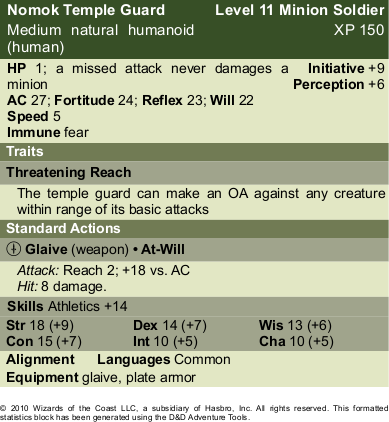 Nomok Temple Guard Level 11 Minion Soldier
Medium natural humanoid XP 150
(human)
HP 1; a missed attack never damages a Initiative +9
minion Perception +6
AC 27; Fortitude 24; Reflex 23; Will 22
Speed 5
Immune fear
Traits
Threatening Reach
The temple guard can make an OA against any creature
within range of its basic attacks
Standard Actions
Glaive (weapon) • At-Will
Attack: Reach 2; +18 vs. AC
Hit: 8 damage.
Skills Athletics +14
Str 18 (+9) Dex 14 (+7) Wis 13 (+6)
Con 15 (+7) Int 10 (+5) Cha 10 (+5)
Alignment Languages Common
Equipment glaive, plate armor
© 2010 Wizards of the Coast LLC, a subsidiary of Hasbro, Inc. All rights reserved. This formatted
statistics block has been generated using the D&D Adventure Tools.